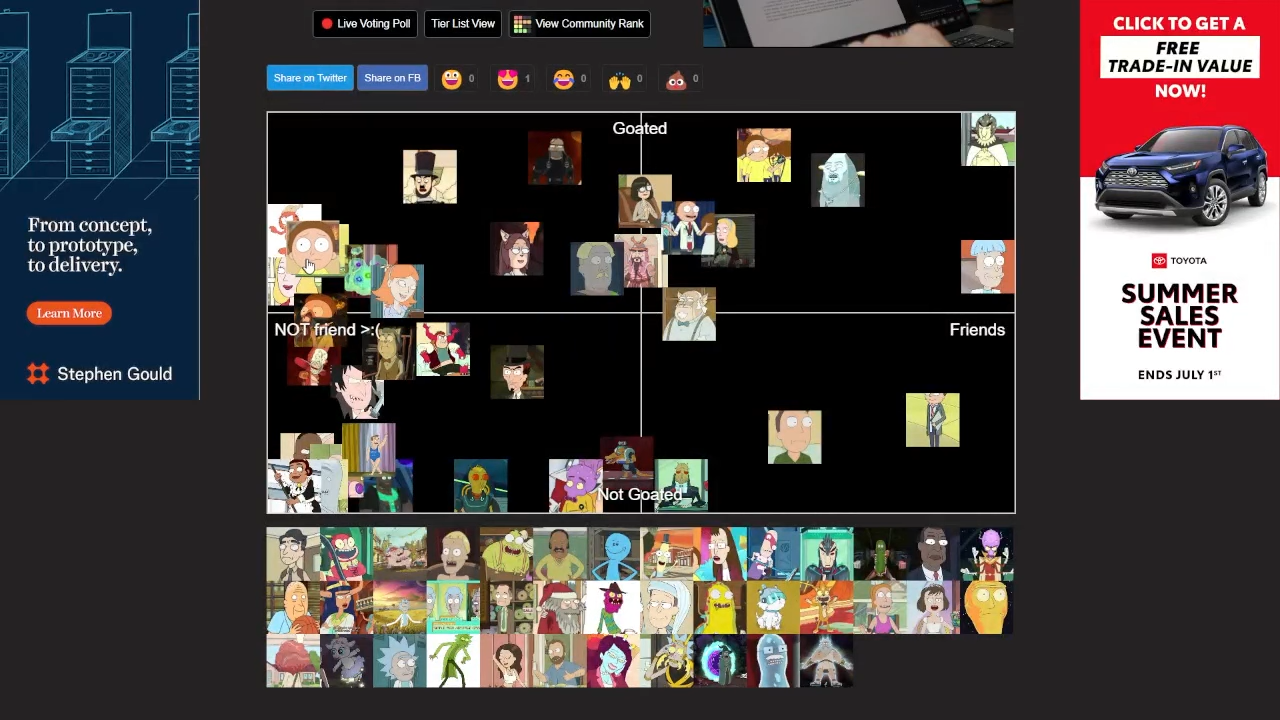 Live Voting Poll
Tier List View
View Community Rank
Share on Twitter
Share on FB
0
1
0
0
0
Goated
NOT friend >:(
Friends
Not Goated
From concept,
to prototype,
to delivery.
Learn More
Stephen Gould
CLICK TO GET A
FREE
TRADE-IN VALUE
NOW!
TOYOTA
SUMMER
SALES
EVENT
ENDS JULY 1ST